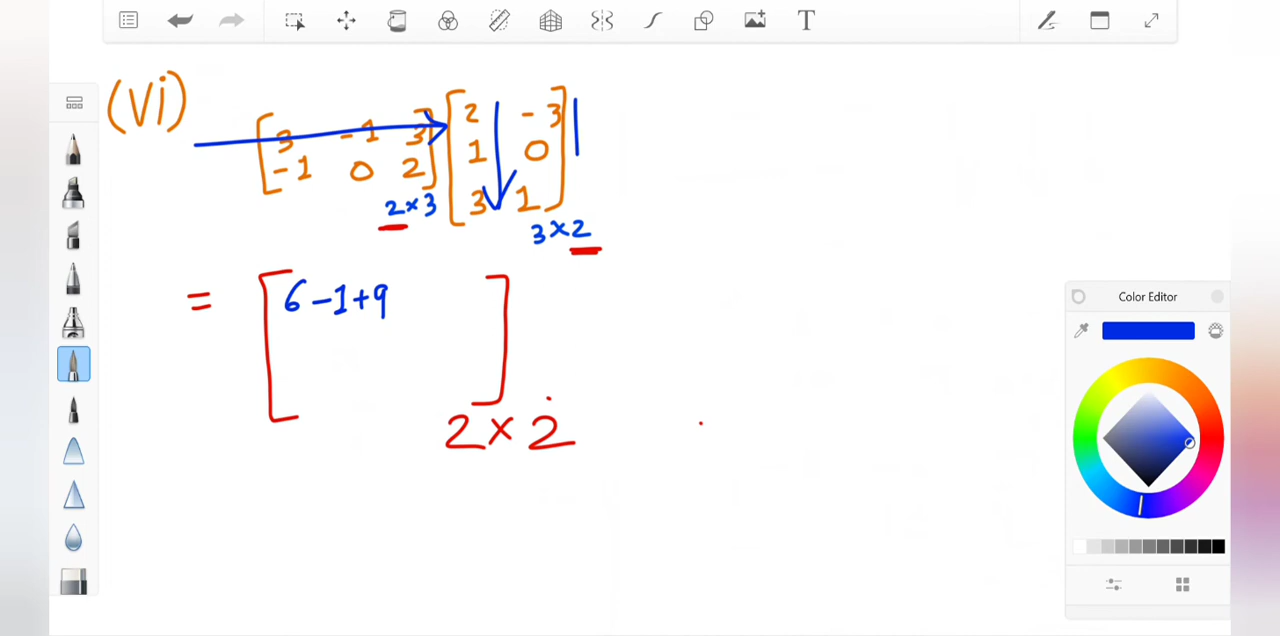 (Vi)
[3 -1 3
-1 0 2] 2×3
[2 -3
1 0
3 1] 3×2
= [6-1+9 ] 2×2
T
Color Editor